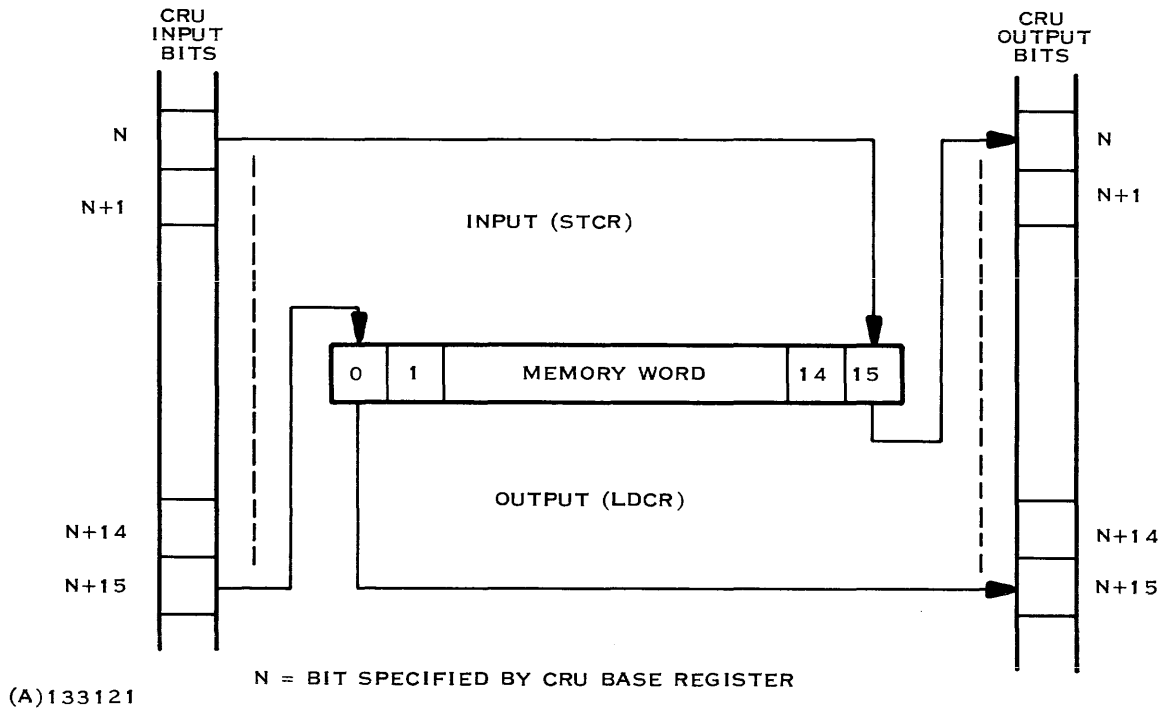 CRU
INPUT
BITS
CRU
OUTPUT
BITS
N
N
N+1
N+1
INPUT (STCR)
0 1 MEMORY WORD 14 15
OUTPUT (LDCR)
N+14
N+14
N+15
N+15
N = BIT SPECIFIED BY CRU BASE REGISTER
(A)133121